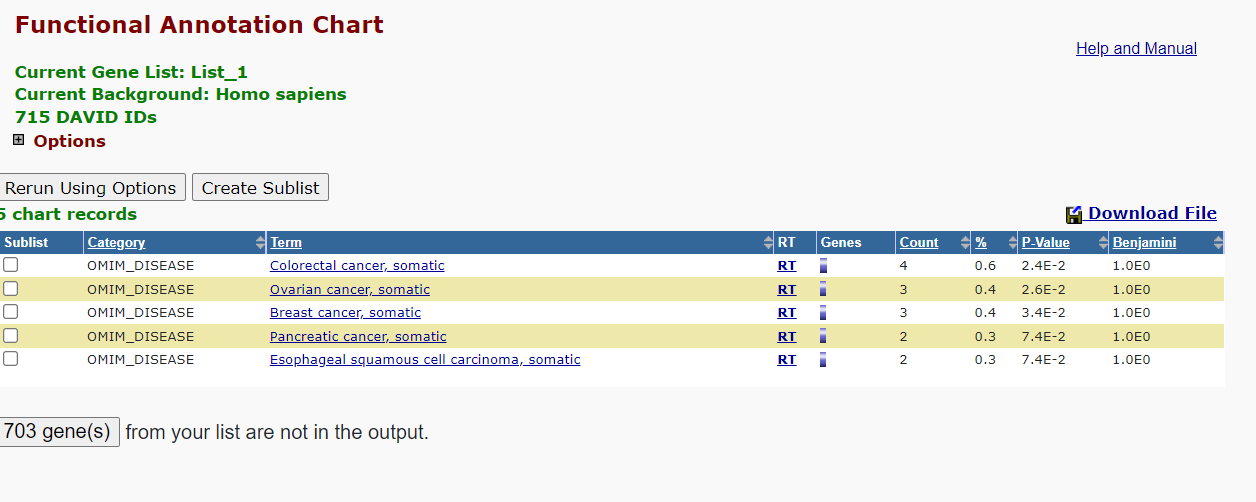 Functional Annotation Chart
Help and Manual
Current Gene List: List_1
Current Background: Homo sapiens
715 DAVID IDs
Options
Rerun Using Options Create Sublist
5 chart records Download File
Sublist Category Term RT Genes Count % P-Value Benjamini
OMIM_DISEASE Colorectal cancer, somatic RT 4 0.6 2.4E-2 1.0E0
OMIM_DISEASE Ovarian cancer, somatic RT 3 0.4 2.6E-2 1.0E0
OMIM_DISEASE Breast cancer, somatic RT 3 0.4 3.4E-2 1.0E0
OMIM_DISEASE Pancreatic cancer, somatic RT 2 0.3 7.4E-2 1.0E0
OMIM_DISEASE Esophageal squamous cell carcinoma, somatic RT 2 0.3 7.4E-2 1.0E0
703 gene(s) from your list are not in the output.